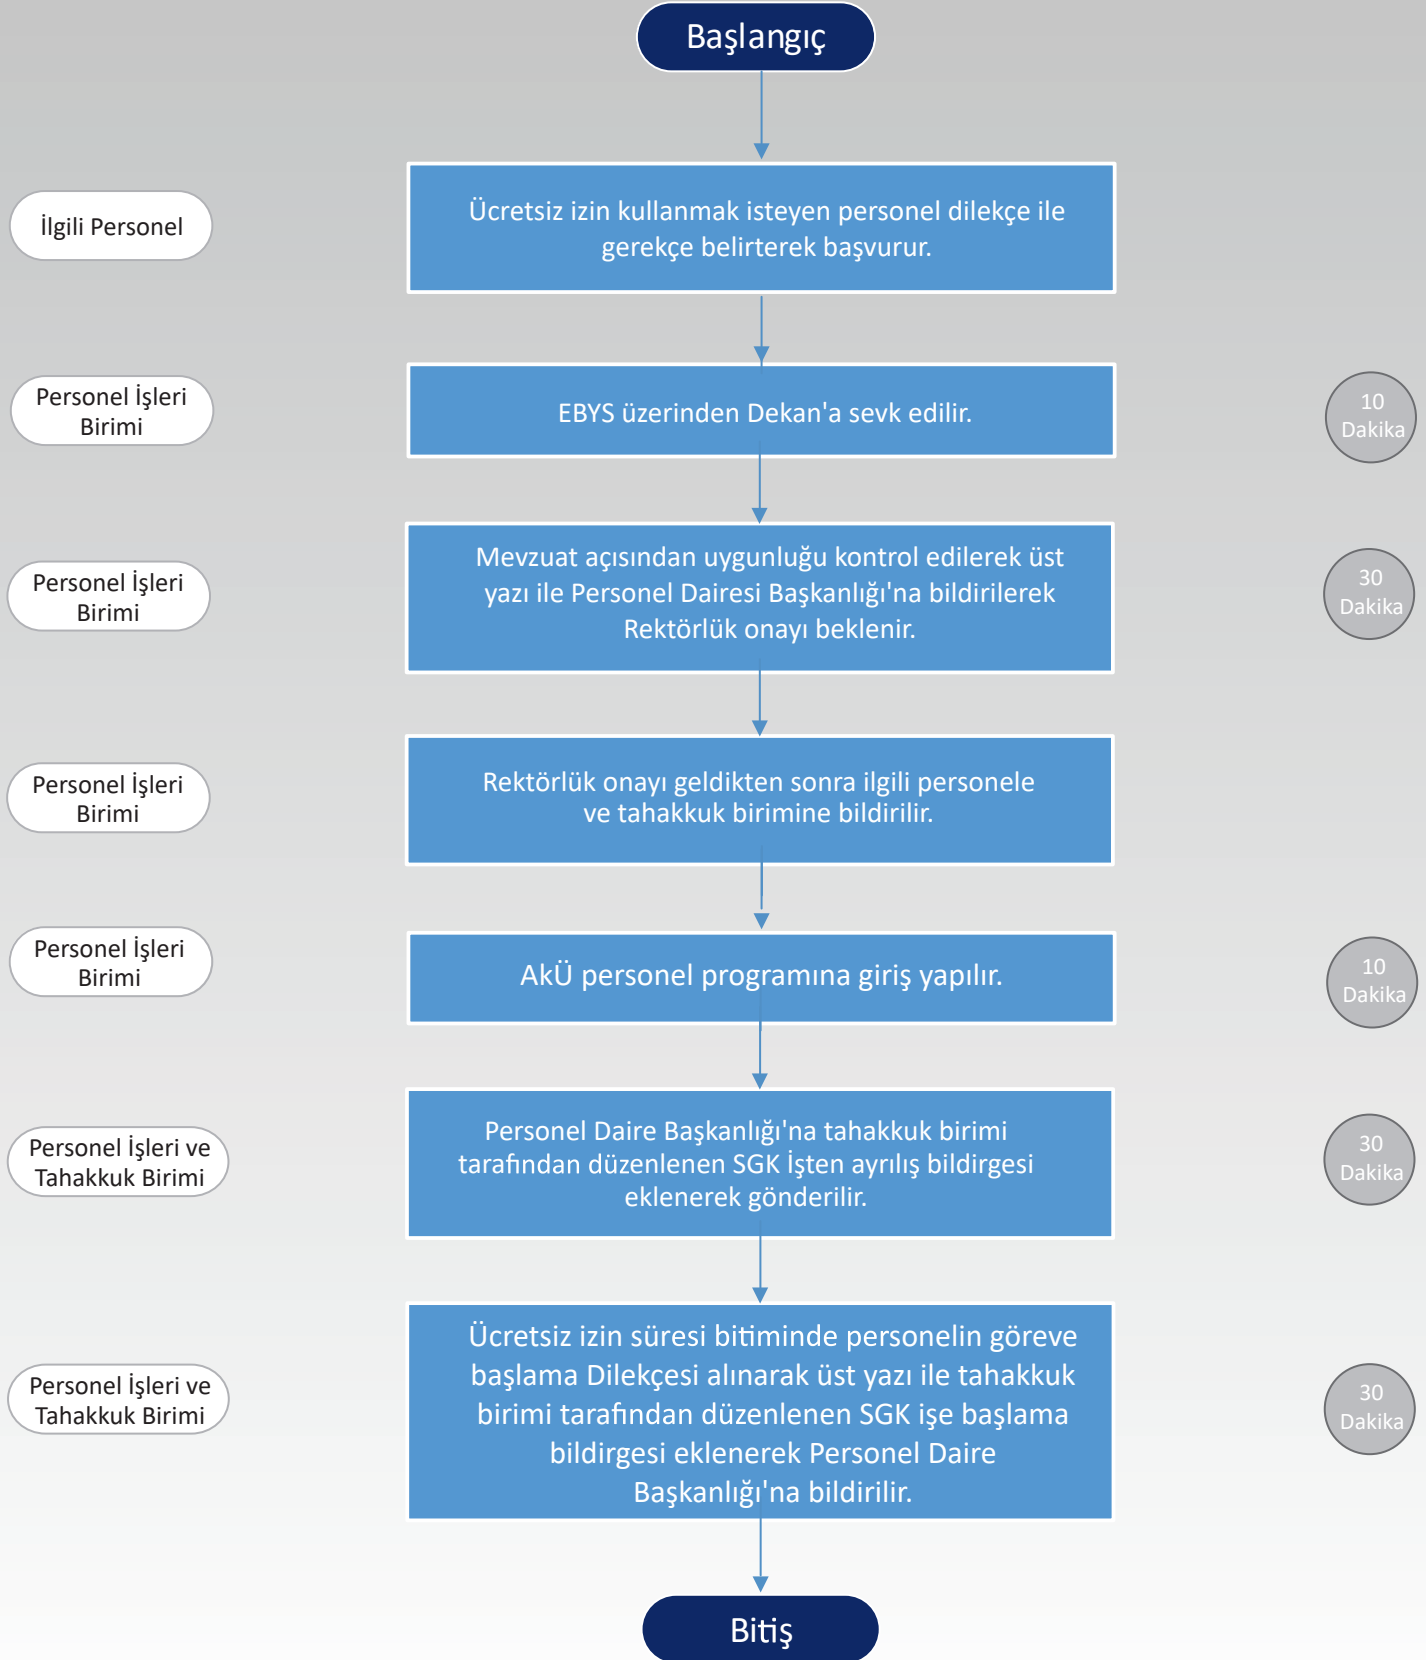 Başlangıç
İlgili Personel
Ücretsiz izin kullanmak isteyen personel dilekçe ile
gerekçe belirterek başvurur.
Personel İşleri
Birimi
EBYS üzerinden Dekan'a sevk edilir.
10
Dakika
Personel İşleri
Birimi
Mevzuat açısından uygunluğu kontrol edilerek üst
yazı ile Personel Dairesi Başkanlığı'na bildirilerek
Rektörlük onayı beklenir.
30
Dakika
Personel İşleri
Birimi
Rektörlük onayı geldikten sonra ilgili personele
ve tahakkuk birimine bildirilir.
Personel İşleri
Birimi
AkÜ personel programına giriş yapılır.
10
Dakika
Personel İşleri ve
Tahakkuk Birimi
Personel Daire Başkanlığı'na tahakkuk birimi
tarafından düzenlenen SGK İşten ayrılış bildirgesi
eklenerek gönderilir.
30
Dakika
Personel İşleri ve
Tahakkuk Birimi
Ücretsiz izin süresi bitiminde personelin göreve
başlama Dilekçesi alınarak üst yazı ile tahakkuk
birimi tarafından düzenlenen SGK işe başlama
bildirgesi eklenerek Personel Daire
Başkanlığı'na bildirilir.
30
Dakika
Bitiş